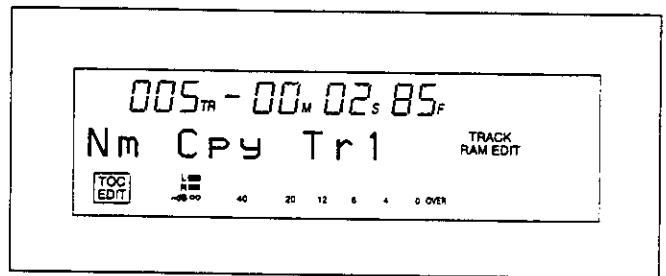 005TR - 00M 02S 85F
Nm Cpy Tr1
TRACK
RAM EDIT
TOC
EDIT
L
R
-dB ∞ 40 20 12 6 4 0 OVER